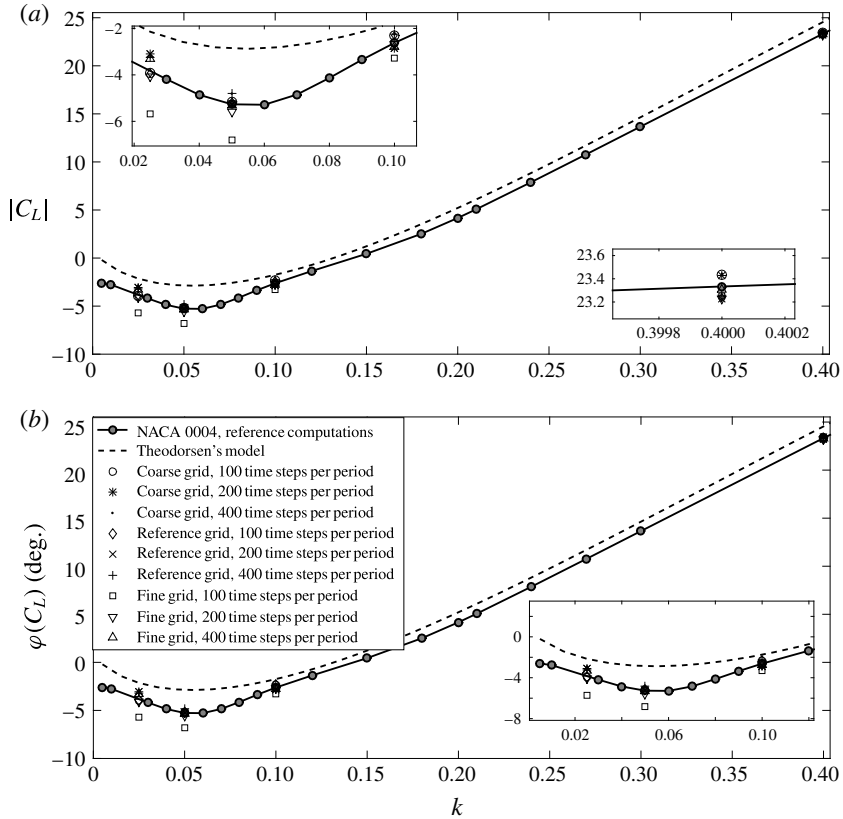 (a)
25
20
15
10
5
0
−5
−10
|C_L|
0 0.05 0.10 0.15 0.20 0.25 0.30 0.35 0.40
−2
−4
−6
0.02 0.04 0.06 0.08 0.10
23.6
23.4
23.2
0.3998 0.4000 0.4002
(b)
25
20
15
10
5
0
−5
−10
φ(C_L) (deg.)
NACA 0004, reference computations
Theodorsen's model
Coarse grid, 100 time steps per period
Coarse grid, 200 time steps per period
Coarse grid, 400 time steps per period
Reference grid, 100 time steps per period
Reference grid, 200 time steps per period
Reference grid, 400 time steps per period
Fine grid, 100 time steps per period
Fine grid, 200 time steps per period
Fine grid, 400 time steps per period
0
−4
−8
0.02 0.06 0.10
0 0.05 0.10 0.15 0.20 0.25 0.30 0.35 0.40
k